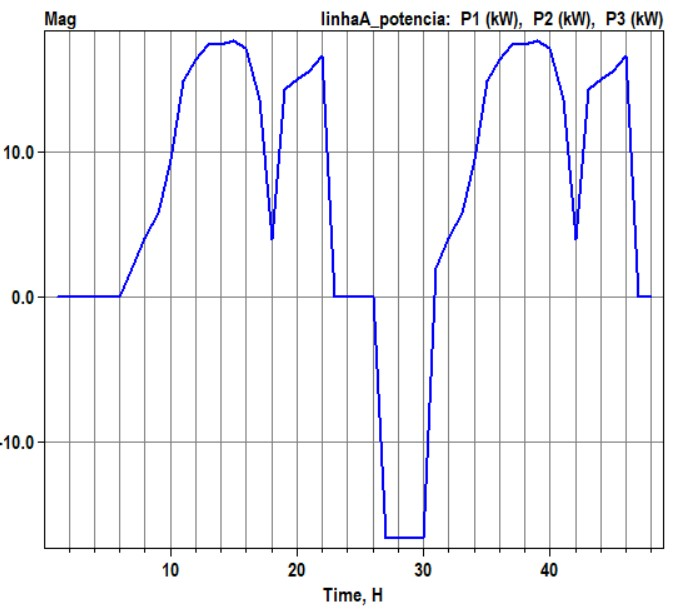 Mag linhaA_potencia: P1 (kW), P2 (kW), P3 (kW)
10.0
0.0
-10.0
10 20 30 40
Time, H